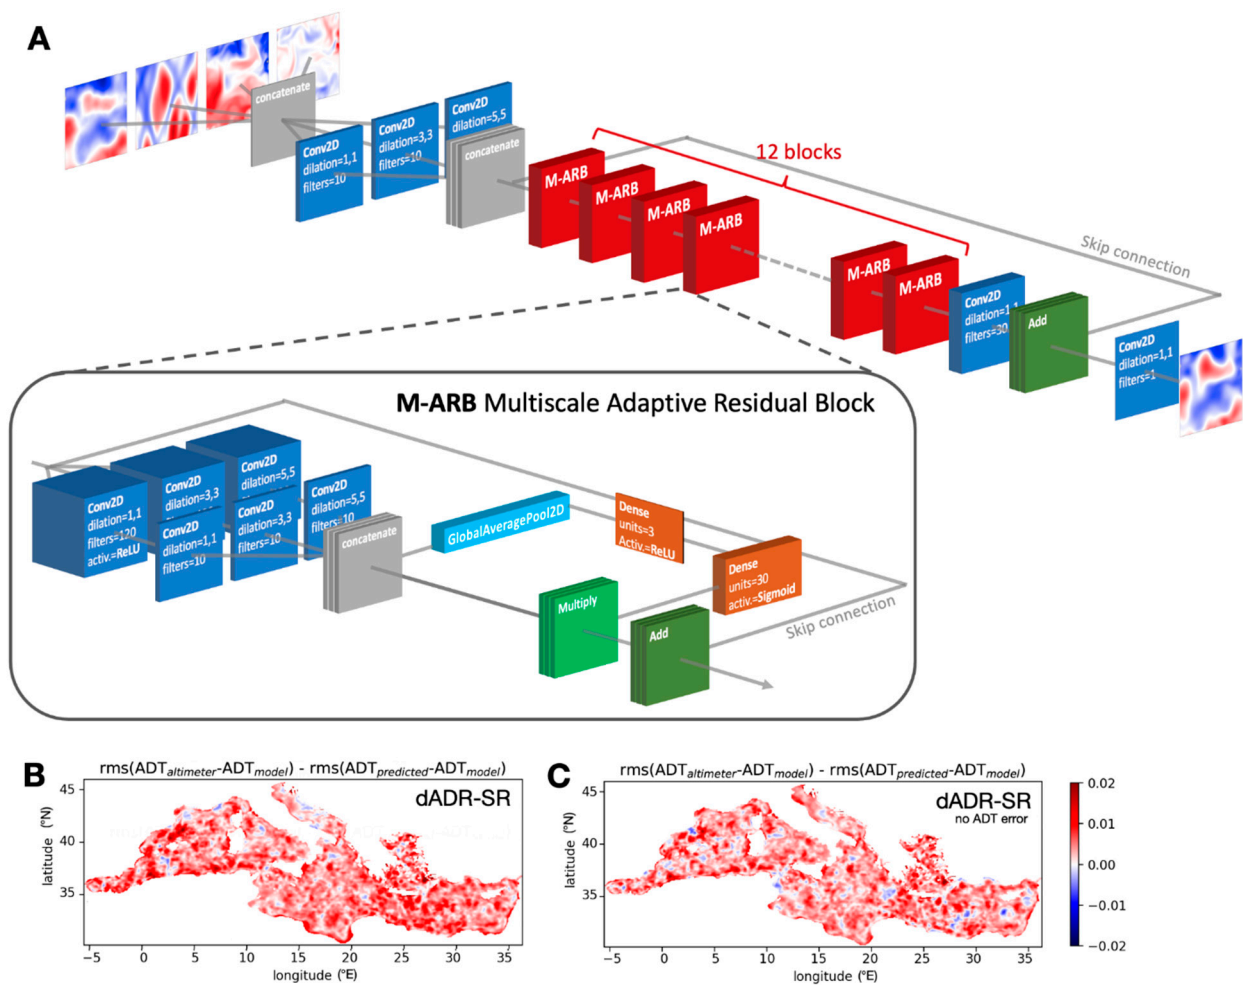 A
concatenate
Conv2D
dilation=1,1
filters=10
Conv2D
dilation=3,3
filters=10
Conv2D
dilation=5,5
concatenate
12 blocks
M-ARB
M-ARB
M-ARB
M-ARB
M-ARB
M-ARB
Skip connection
Conv2D
dilation=1,1
filters=30
Add
Conv2D
dilation=1,1
filters=1
M-ARB Multiscale Adaptive Residual Block
Conv2D
dilation=1,1
filters=120
activ.=ReLU
Conv2D
dilation=3,3
Conv2D
dilation=5,5
Conv2D
dilation=1,1
filters=10
Conv2D
dilation=3,3
filters=10
Conv2D
dilation=5,5
filters=10
concatenate
GlobalAveragePool2D
Dense
units=3
Activ.=ReLU
Dense
units=30
activ.=Sigmoid
Multiply
Add
Skip connection
B
rms(ADTaltimeter-ADTmodel) - rms(ADTpredicted-ADTmodel)
dADR-SR
latitude (°N)
45
40
35
−5 0 5 10 15 20 25 30 35
longitude (°E)
C
rms(ADTaltimeter-ADTmodel) - rms(ADTpredicted-ADTmodel)
dADR-SR
no ADT error
latitude (°N)
45
40
35
−5 0 5 10 15 20 25 30 35
longitude (°E)
0.02
0.01
0.00
−0.01
−0.02